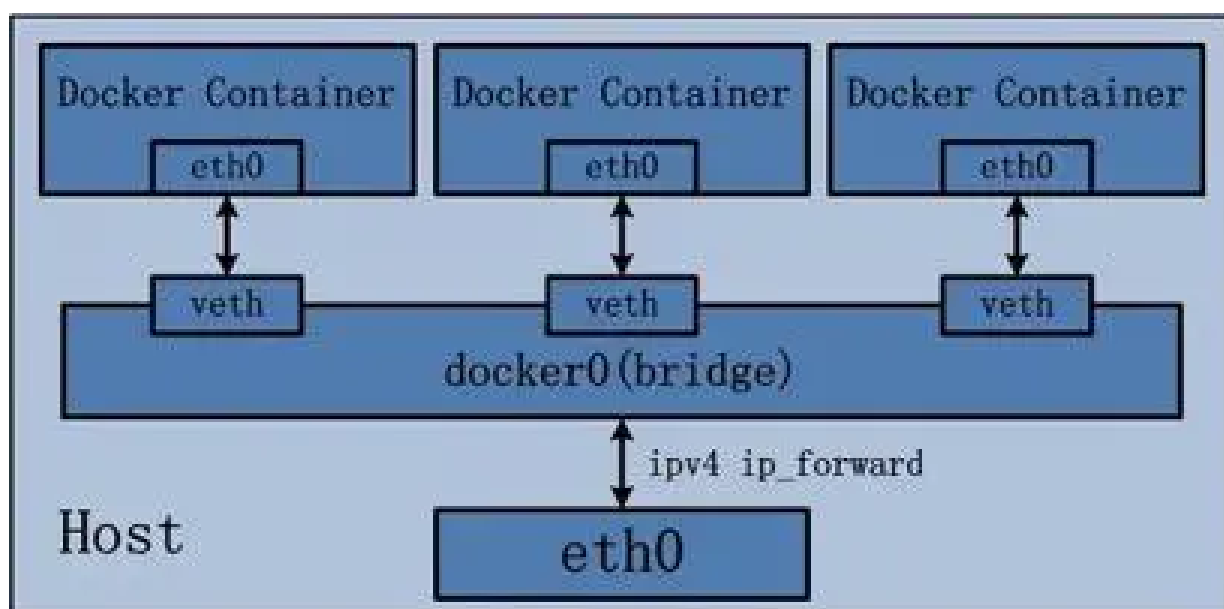 Docker Container
Docker Container
Docker Container
eth0
eth0
eth0
veth
veth
veth
docker0(bridge)
ipv4 ip_forward
Host
eth0